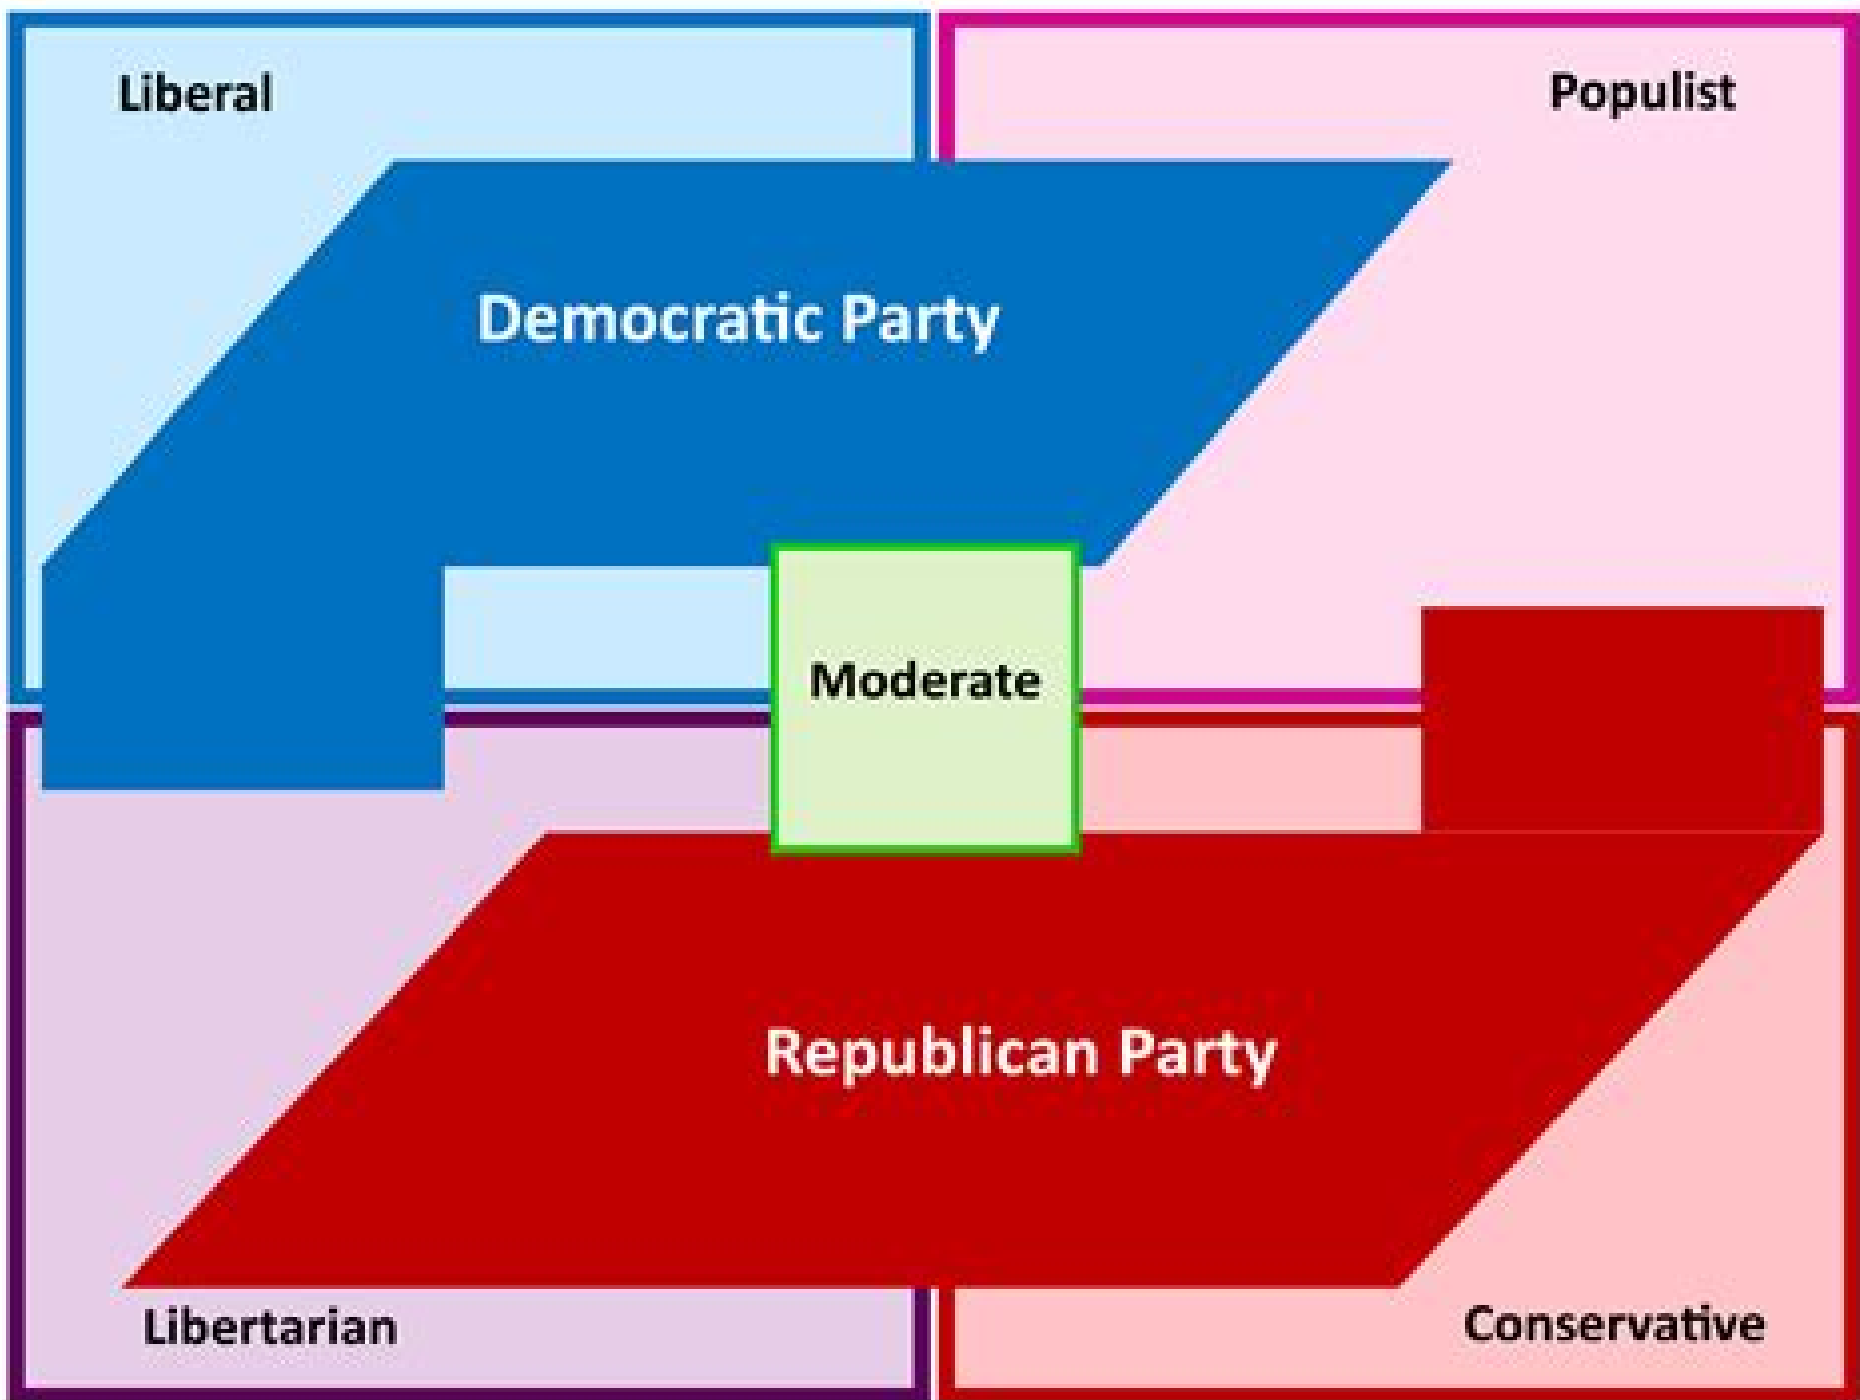 Liberal
Populist
Democratic Party
Moderate
Republican Party
Libertarian
Conservative